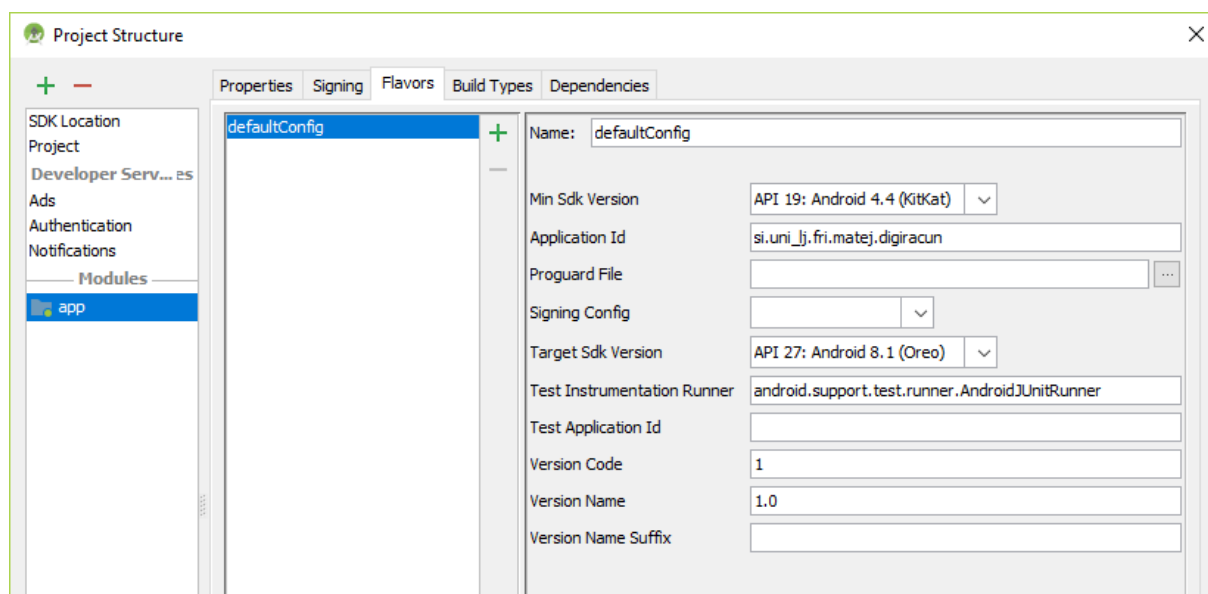 Project Structure
Properties Signing Flavors Build Types Dependencies
SDK Location
Project
Developer Serv... es
Ads
Authentication
Notifications
Modules
app
defaultConfig
Name: defaultConfig
Min Sdk Version API 19: Android 4.4 (KitKat)
Application Id si.uni_lj.fri.matej.digiracun
Proguard File ...
Signing Config
Target Sdk Version API 27: Android 8.1 (Oreo)
Test Instrumentation Runner android.support.test.runner.AndroidJUnitRunner
Test Application Id
Version Code 1
Version Name 1.0
Version Name Suffix